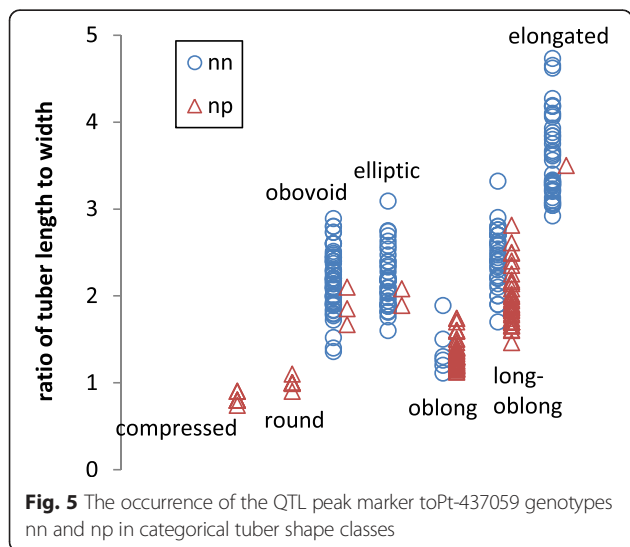 5
4
3
2
1
0
ratio of tuber length to width
nn
np
compressed
round
obovoid
elliptic
oblong
long-
oblong
elongated
Fig. 5 The occurrence of the QTL peak marker toPt-437059 genotypes
nn and np in categorical tuber shape classes